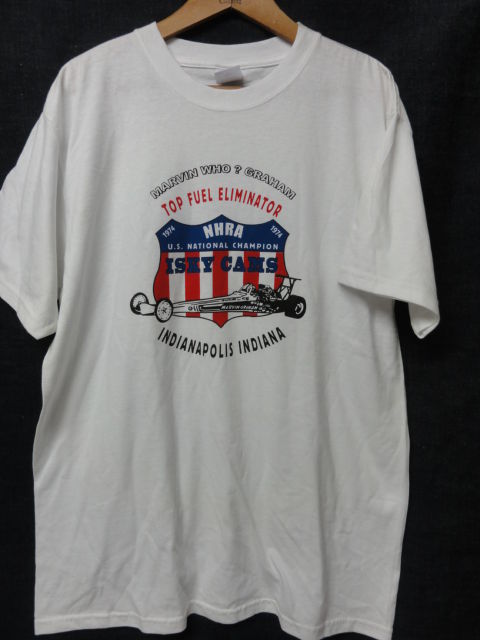 MARVIN WHO ? GRAHAM
TOP FUEL ELIMINATOR
1974 NHRA 1974
U.S. NATIONAL CHAMPION
ISKY CAMS
INDIANAPOLIS INDIANA